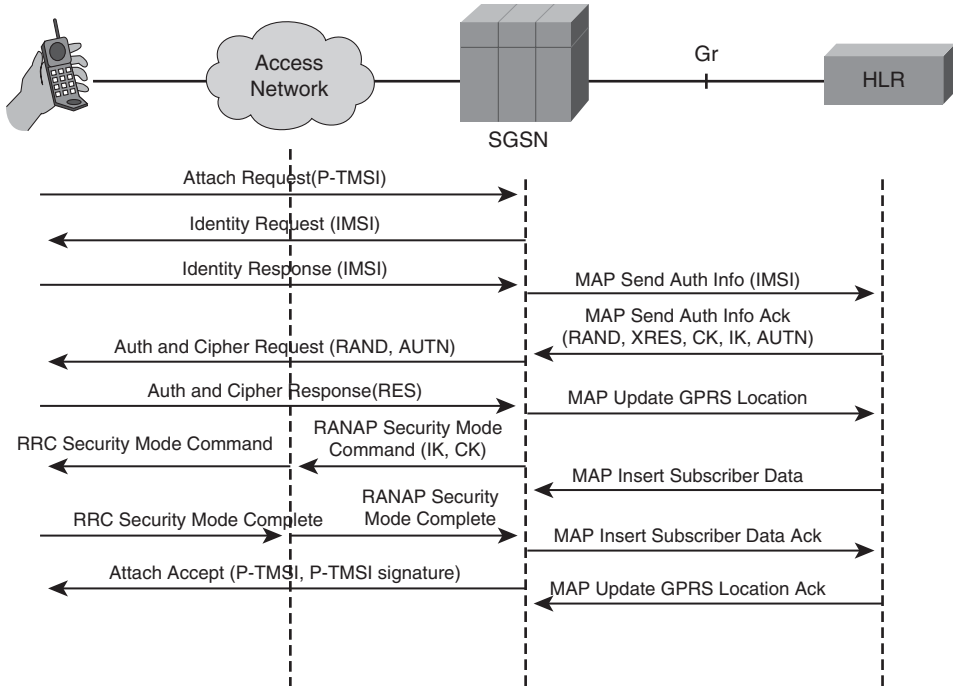 Access
Network
SGSN
Gr
HLR
Attach Request(P-TMSI)
Identity Request (IMSI)
Identity Response (IMSI)
MAP Send Auth Info (IMSI)
MAP Send Auth Info Ack
(RAND, XRES, CK, IK, AUTN)
Auth and Cipher Request (RAND, AUTN)
Auth and Cipher Response(RES)
MAP Update GPRS Location
RRC Security Mode Command
RANAP Security Mode
Command (IK, CK)
MAP Insert Subscriber Data
RRC Security Mode Complete
RANAP Security
Mode Complete
MAP Insert Subscriber Data Ack
Attach Accept (P-TMSI, P-TMSI signature)
MAP Update GPRS Location Ack